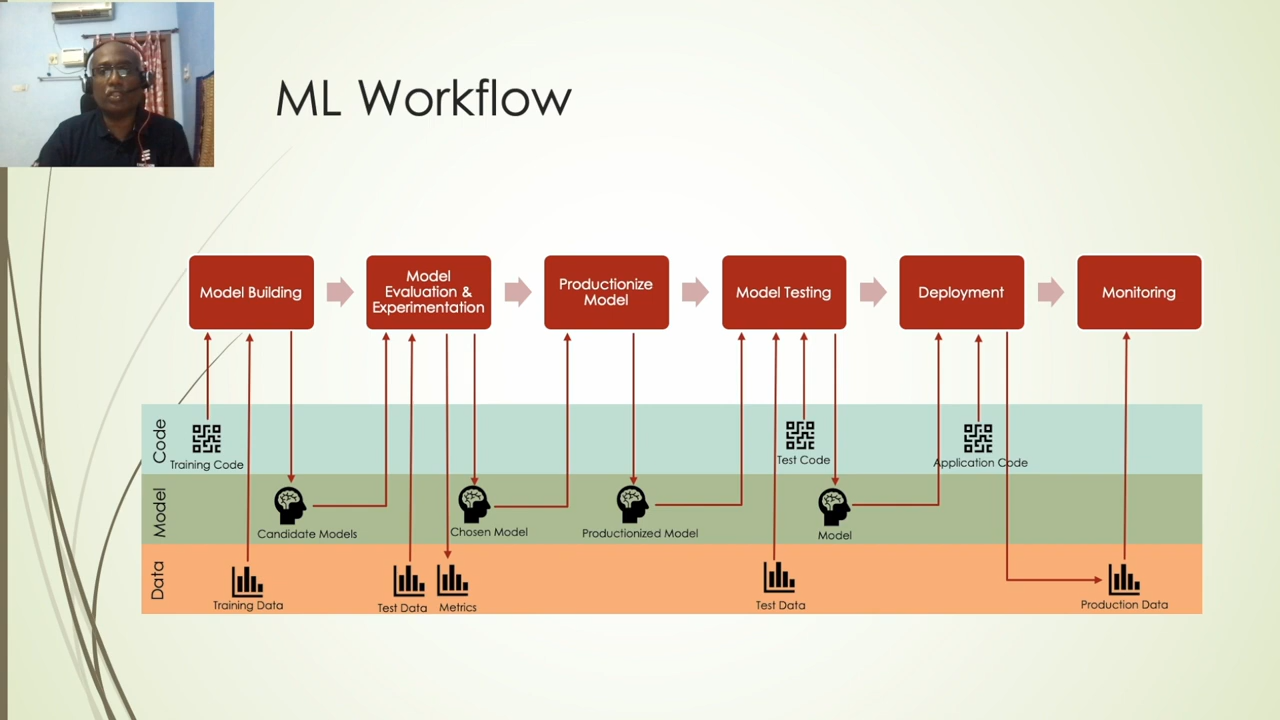 ML Workflow
Model Building
Model
Evaluation &
Experimentation
Productionize
Model
Model Testing
Deployment
Monitoring
Code
Training Code
Test Code
Application Code
Model
Candidate Models
Chosen Model
Productionized Model
Model
Data
Training Data
Test Data
Metrics
Test Data
Production Data